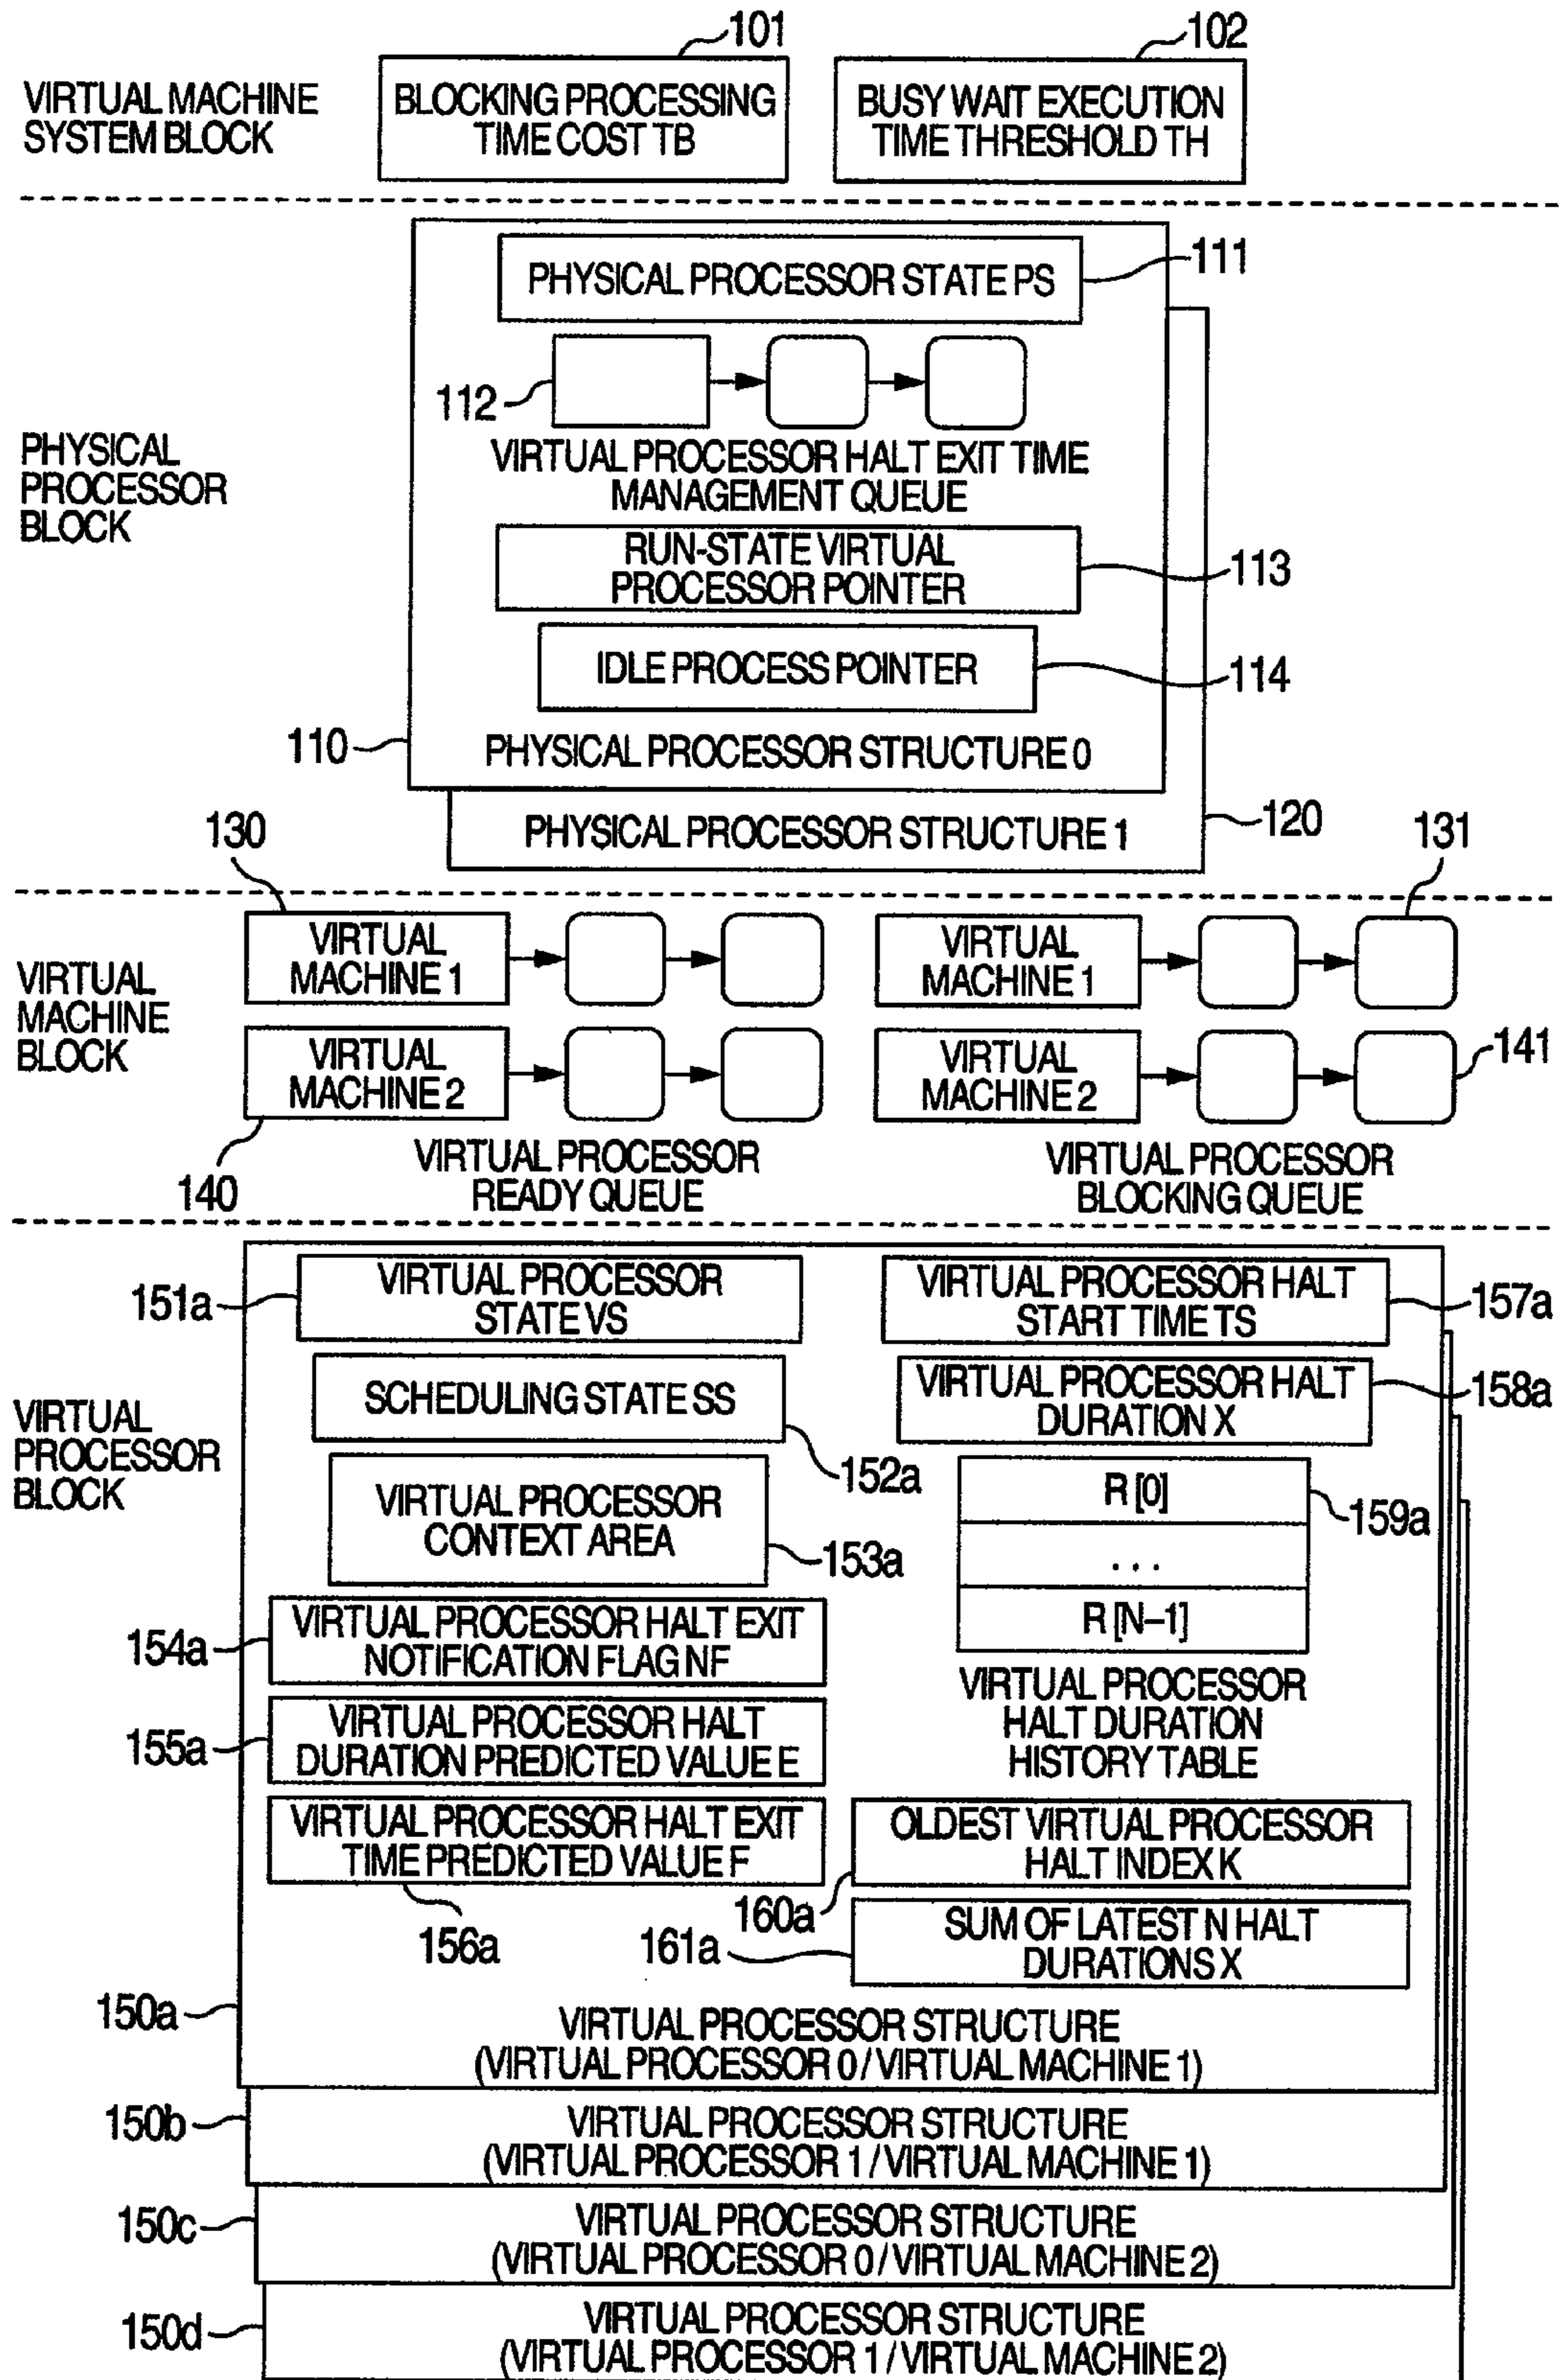 101
102
VIRTUAL MACHINE
SYSTEM BLOCK
BLOCKING PROCESSING
TIME COST TB
BUSY WAIT EXECUTION
TIME THRESHOLD TH
PHYSICAL
PROCESSOR
BLOCK
PHYSICAL PROCESSOR STATE PS
111
112
VIRTUAL PROCESSOR HALT EXIT TIME
MANAGEMENT QUEUE
RUN-STATE VIRTUAL
PROCESSOR POINTER
113
IDLE PROCESS POINTER
114
110
PHYSICAL PROCESSOR STRUCTURE 0
PHYSICAL PROCESSOR STRUCTURE 1
120
VIRTUAL
MACHINE
BLOCK
130
131
VIRTUAL
MACHINE 1
VIRTUAL
MACHINE 1
VIRTUAL
MACHINE 2
VIRTUAL
MACHINE 2
141
140
VIRTUAL PROCESSOR
READY QUEUE
VIRTUAL PROCESSOR
BLOCKING QUEUE
VIRTUAL
PROCESSOR
BLOCK
151a
VIRTUAL PROCESSOR
STATE VS
VIRTUAL PROCESSOR HALT
START TIME TS
157a
SCHEDULING STATE SS
152a
VIRTUAL PROCESSOR HALT
DURATION X
158a
VIRTUAL PROCESSOR
CONTEXT AREA
153a
R [0]
. . .
R [N–1]
159a
VIRTUAL PROCESSOR
HALT DURATION
HISTORY TABLE
154a
VIRTUAL PROCESSOR HALT EXIT
NOTIFICATION FLAG NF
155a
VIRTUAL PROCESSOR HALT
DURATION PREDICTED VALUE E
VIRTUAL PROCESSOR HALT EXIT
TIME PREDICTED VALUE F
156a
OLDEST VIRTUAL PROCESSOR
HALT INDEX K
160a
161a
SUM OF LATEST N HALT
DURATIONS X
150a
VIRTUAL PROCESSOR STRUCTURE
(VIRTUAL PROCESSOR 0 / VIRTUAL MACHINE 1)
150b
VIRTUAL PROCESSOR STRUCTURE
(VIRTUAL PROCESSOR 1 / VIRTUAL MACHINE 1)
150c
VIRTUAL PROCESSOR STRUCTURE
(VIRTUAL PROCESSOR 0 / VIRTUAL MACHINE 2)
150d
VIRTUAL PROCESSOR STRUCTURE
(VIRTUAL PROCESSOR 1 / VIRTUAL MACHINE 2)